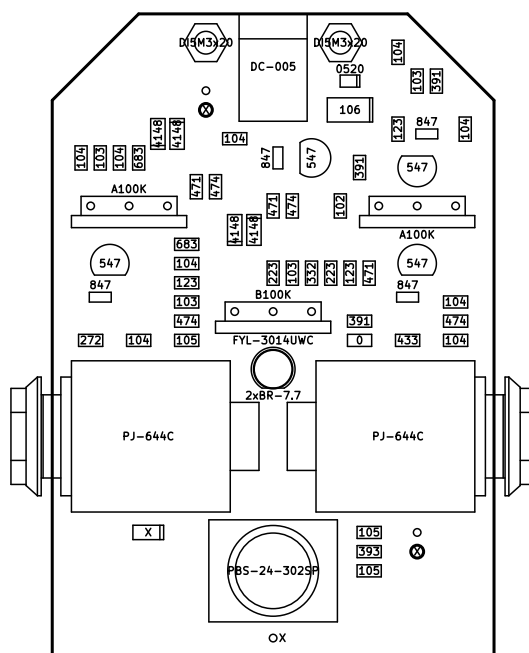 DI5M3x20 DI5M3x20
104
DC-005
0520
103 391
106
X
4148 4148 104 123 847 104
104 103 104 683 847 547 391 547
A100K 471 474
471 474 102
A100K
4148 4148
683
547 104 223 103 332 223 123 471 547
847 123 847
B100K
103 104
474 391 474
272 104 105 FYL-3014UWC 0 433 104
2xBR-7.7
PJ-644C PJ-644C
X 105
393 X
PBS-24-302SP 105
X